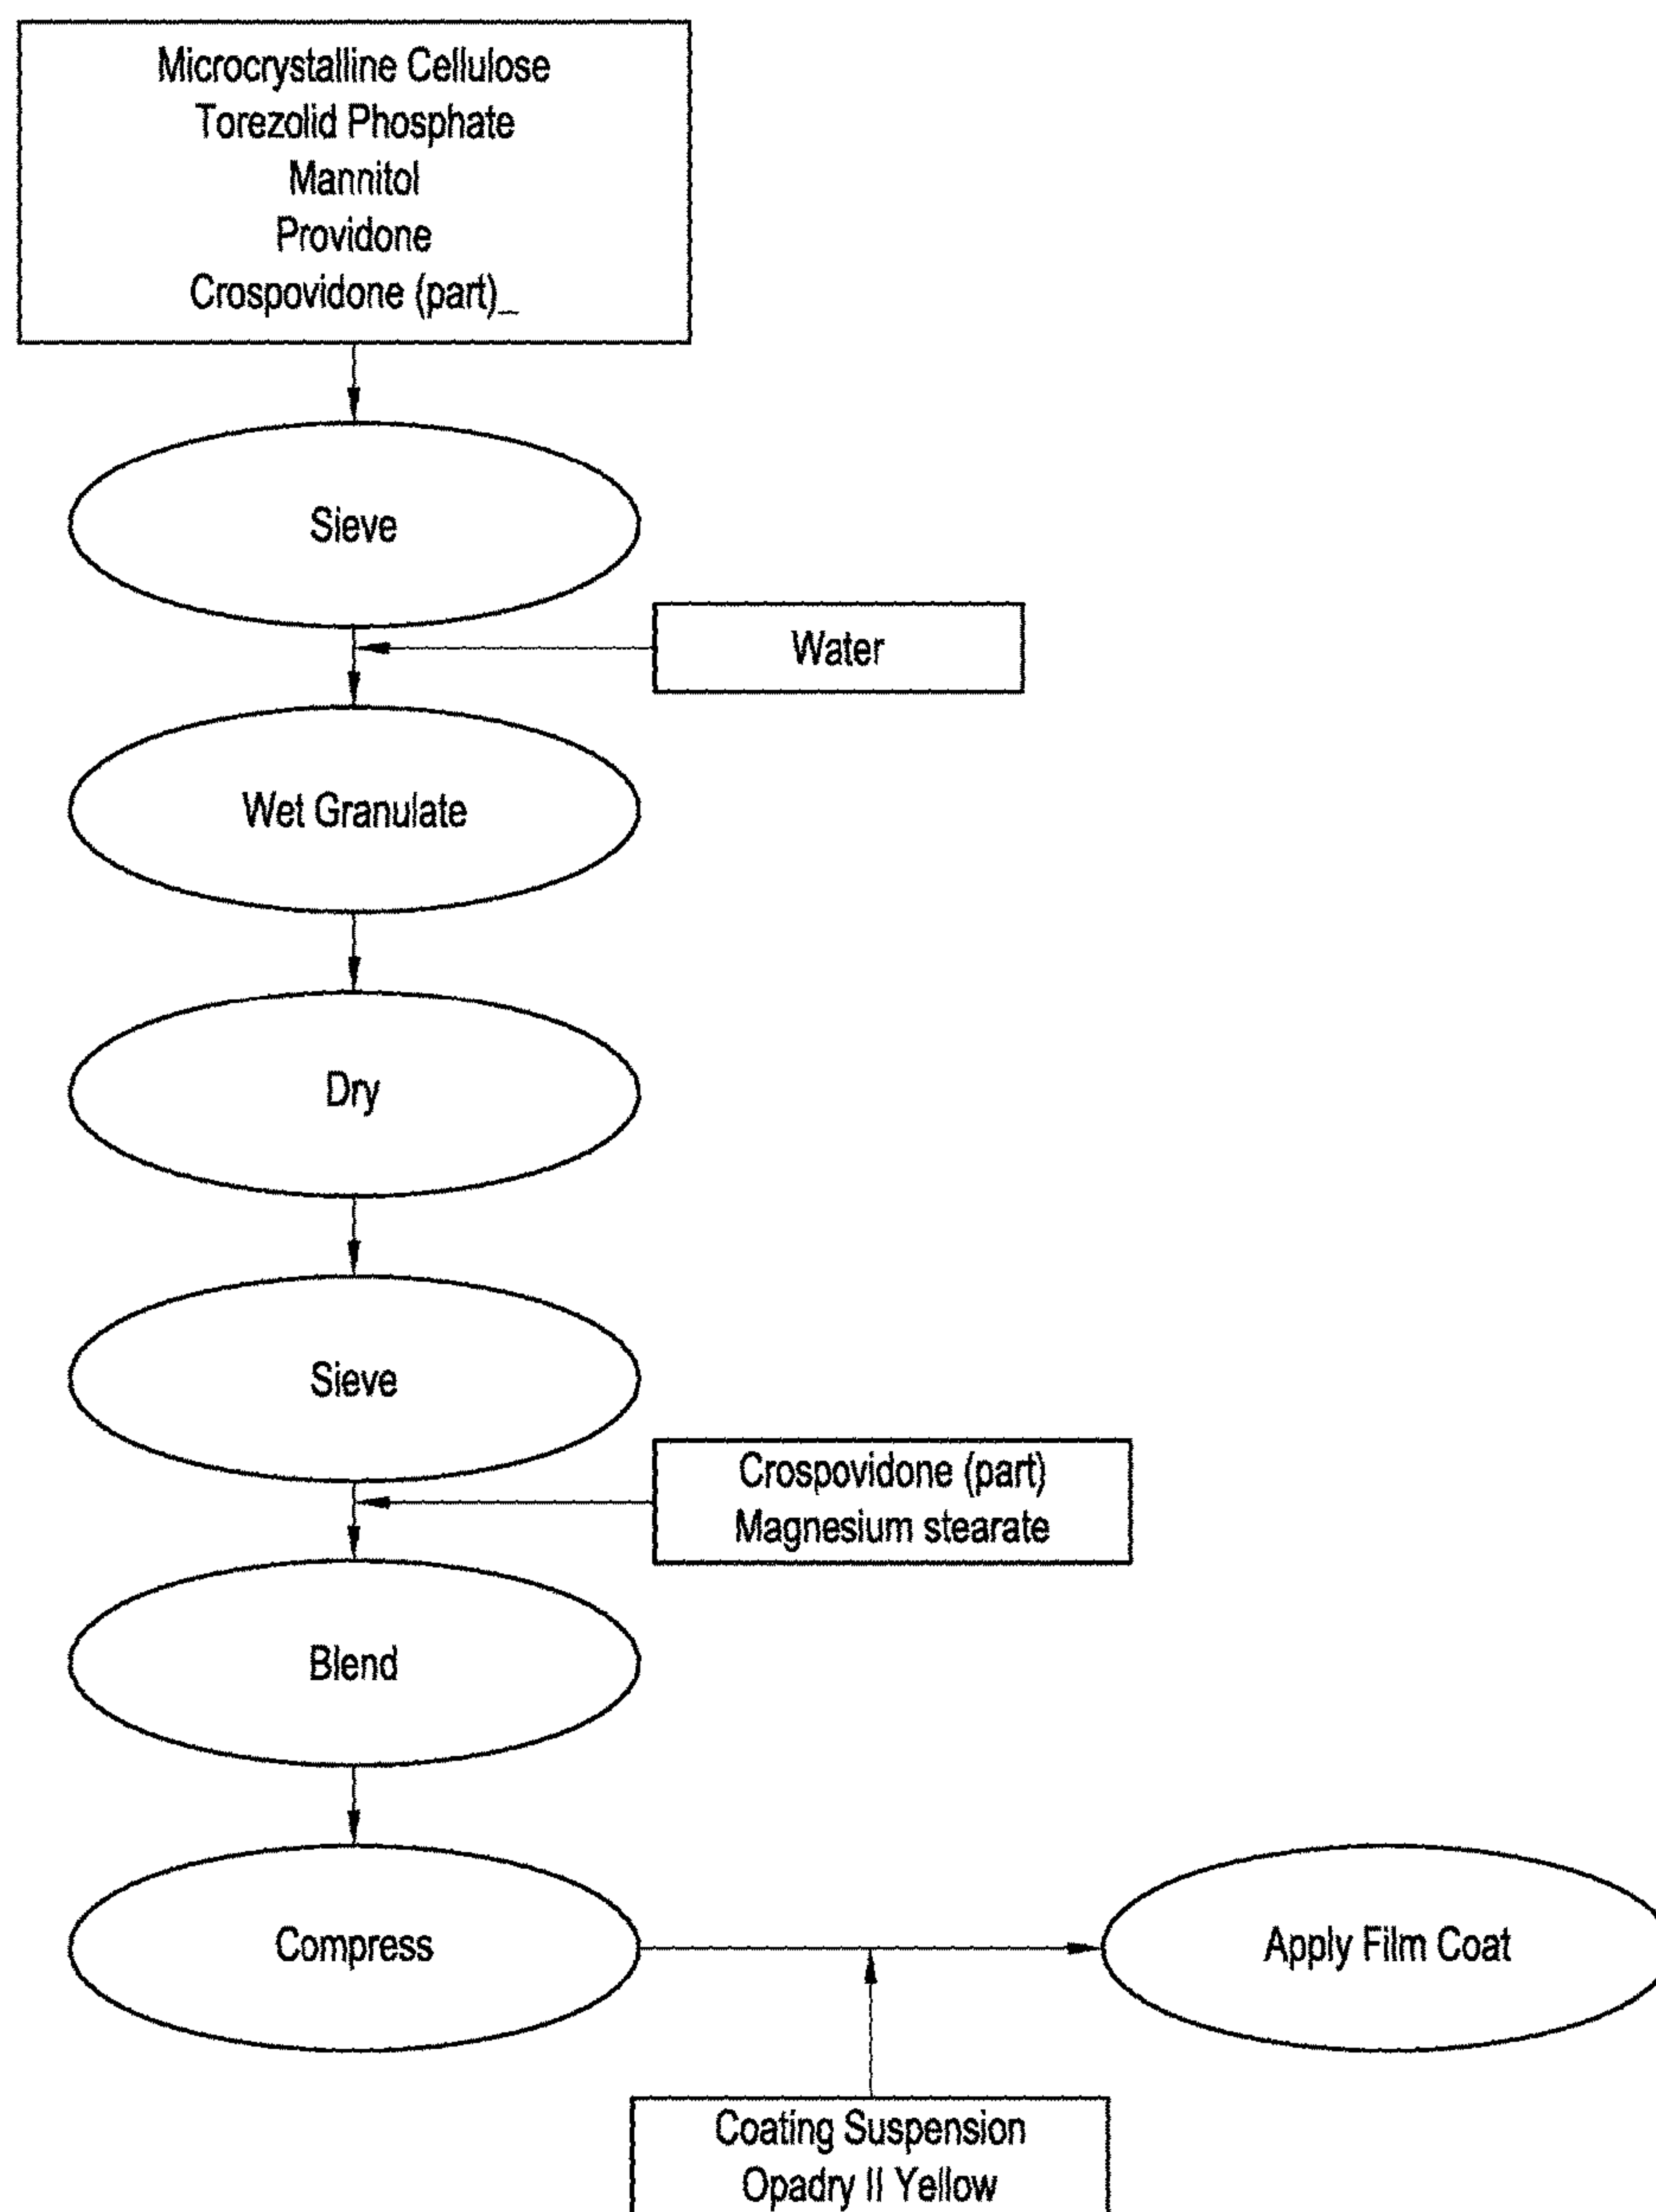 Microcrystalline Cellulose
Torezolid Phosphate
Mannitol
Providone
Crospovidone (part)_
Sieve
Water
Wet Granulate
Dry
Sieve
Crospovidone (part)
Magnesium stearate
Blend
Compress
Apply Film Coat
Coating Suspension
Opadry II Yellow